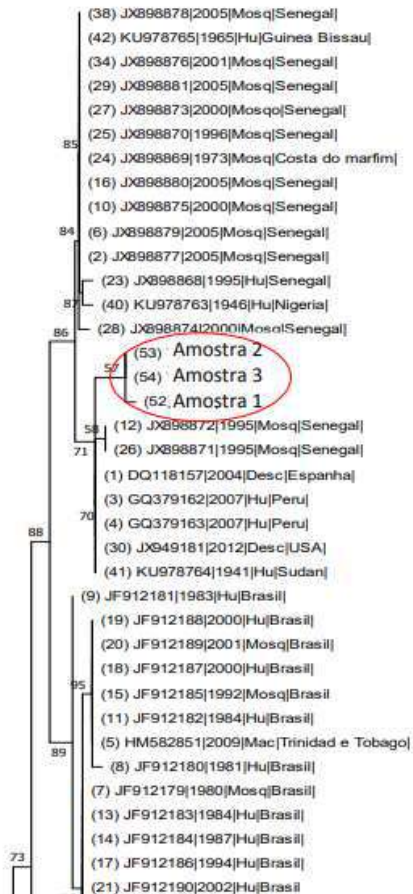 (38) JX898878|2005|Mosq|Senegal|
(42) KU978765|1965|Hu|Guinea Bissau|
(34) JX898876|2001|Mosq|Senegal|
(29) JX898881|2005|Mosq|Senegal|
(27) JX898873|2000|Mosqo|Senegal|
85
(25) JX898870|1996|Mosq|Senegal|
(24) JX898869|1973|Mosq|Costa do marfim|
(16) JX898880|2005|Mosq|Senegal|
(10) JX898875|2000|Mosq|Senegal|
84
(6) JX898879|2005|Mosq|Senegal|
(2) JX898877|2005|Mosq|Senegal|
(23) JX898868|1995|Hu|Senegal|
87
(40) KU978763|1946|Hu|Nigeria|
86
(28) JX898874|2000|Mosq|Senegal|
(53) Amostra 2
57
(54) Amostra 3
(52) Amostra 1
(12) JX898872|1995|Mosq|Senegal|
58
(26) JX898871|1995|Mosq|Senegal|
71
(1) DQ118157|2004|Desc|Espanha|
(3) GQ379162|2007|Hu|Peru|
70
(4) GQ379163|2007|Hu|Peru|
88
(30) JX949181|2012|Desc|USA|
(41) KU978764|1941|Hu|Sudan|
(9) JF912181|1983|Hu|Brasil|
(19) JF912188|2000|Hu|Brasil|
(20) JF912189|2001|Mosq|Brasil|
(18) JF912187|2000|Hu|Brasil|
95
(15) JF912185|1992|Mosq|Brasil
(11) JF912182|1984|Hu|Brasil|
(5) HM582851|2009|Mac|Trinidad e Tobago|
89
(8) JF912180|1981|Hu|Brasil|
(7) JF912179|1980|Mosq|Brasil|
(13) JF912183|1984|Hu|Brasil|
(14) JF912184|1987|Hu|Brasil|
73
(17) JF912186|1994|Hu|Brasil|
(21) JF912190|2002|Hu|Brasil